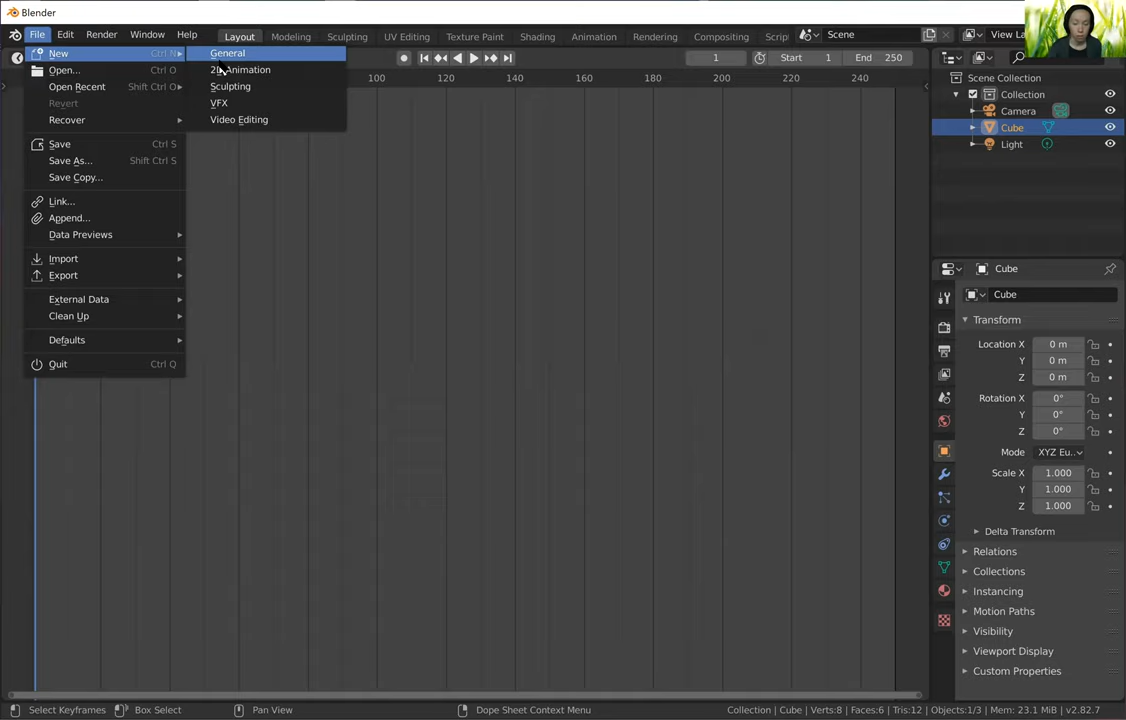 Blender
File Edit Render Window Help Layout Modeling Sculpting UV Editing Texture Paint Shading Animation Rendering Compositing Scrip Scene View La
New Ctrl N
Open... Ctrl O
Open Recent Shift Ctrl O
Revert
Recover
Save Ctrl S
Save As... Shift Ctrl S
Save Copy...
Link...
Append...
Data Previews
Import
Export
External Data
Clean Up
Defaults
Quit Ctrl Q
General
2D Animation
Sculpting
VFX
Video Editing
1 Start 1 End 250
100 120 140 160 180 200 220 240
Scene Collection
Collection
Camera
Cube
Light
Cube
Cube
Transform
Location X 0 m
Y 0 m
Z 0 m
Rotation X 0°
Y 0°
Z 0°
Mode XYZ Eu..
Scale X 1.000
Y 1.000
Z 1.000
Delta Transform
Relations
Collections
Instancing
Motion Paths
Visibility
Viewport Display
Custom Properties
Select Keyframes Box Select Pan View Dope Sheet Context Menu Collection | Cube | Verts:8 | Faces:6 | Tris:12 | Objects:1/3 | Mem: 23.1 MiB | v2.82.7